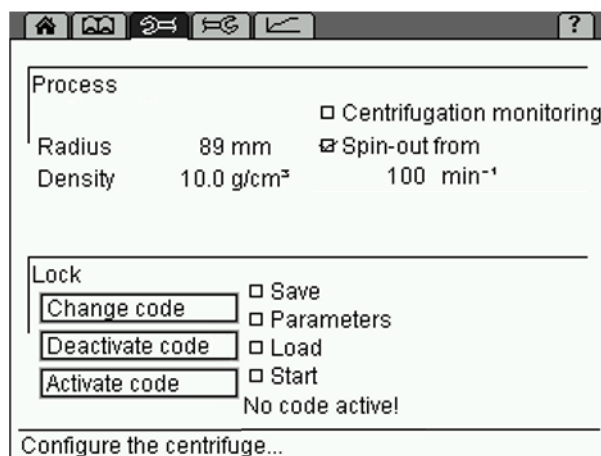 ?
Process
Centrifugation monitoring
Radius 89 mm Spin-out from
Density 10.0 g/cm³ 100 min⁻¹
Lock
Save
Change code
Parameters
Deactivate code Load
Activate code Start
No code active!
Configure the centrifuge...